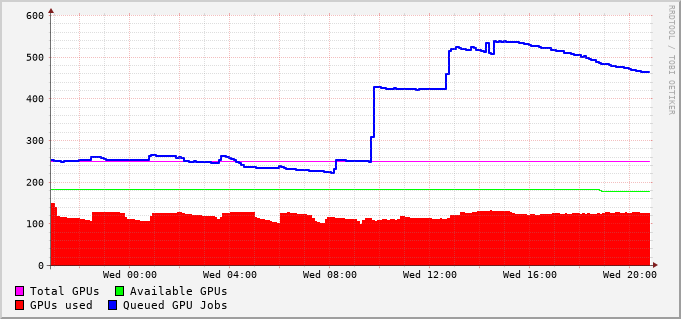 600
500
400
300
200
100
0
Wed 00:00 Wed 04:00 Wed 08:00 Wed 12:00 Wed 16:00 Wed 20:00
Total GPUs Available GPUs
GPUs used Queued GPU Jobs
RRDTOOL / TOBI OETIKER